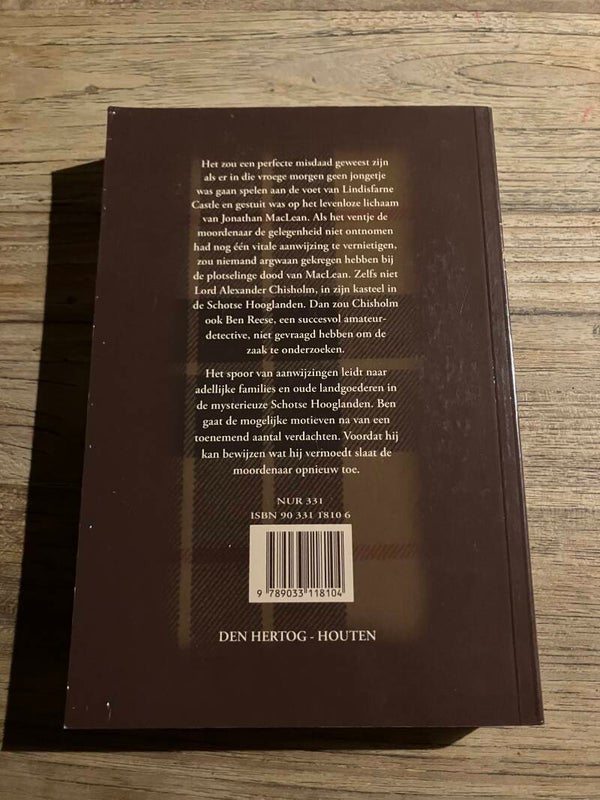 Het zou een perfecte misdaad geweest zijn
als er in die vroege morgen geen jongetje
was gaan spelen aan de voet van Lindisfarne
Castle en gestuit was op het levenloze lichaam
van Jonathan MacLean. Als het ventje de
moordenaar de gelegenheid niet ontnomen
had nog één vitale aanwijzing te vernietigen,
zou niemand argwaan gekregen hebben bij
de plotselinge dood van MacLean. Zelfs niet
Lord Alexander Chisholm, in zijn kasteel in
de Schotse Hooglanden. Dan zou Chisholm
ook Ben Reese, een succesvol amateur-
detective, niet gevraagd hebben om de
zaak te onderzoeken.
Het spoor van aanwijzingen leidt naar
adellijke families en oude landgoederen in
de mysterieuze Schotse Hooglanden. Ben
gaat de mogelijke motieven na van een
toenemend aantal verdachten. Voordat hij
kan bewijzen wat hij vermoedt slaat de
moordenaar opnieuw toe.
NUR 331
ISBN 90 331 1810 6
9 789033 118104
DEN HERTOG - HOUTEN